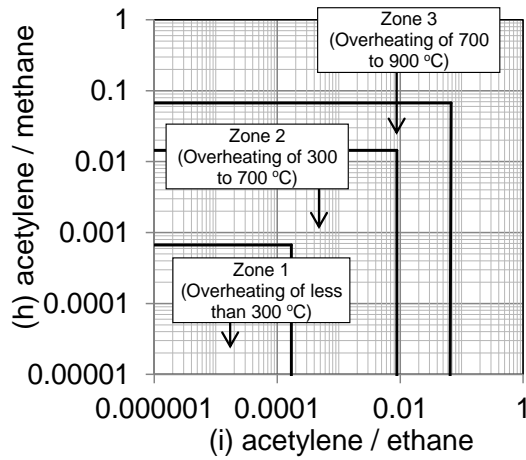 Zone 3
(Overheating of 700
to 900 ºC)
Zone 2
(Overheating of 300
to 700 ºC)
Zone 1
(Overheating of less
than 300 ºC)
(h) acetylene / methane
1
0.1
0.01
0.001
0.0001
0.00001
0.000001
0.0001
0.01
1
(i) acetylene / ethane